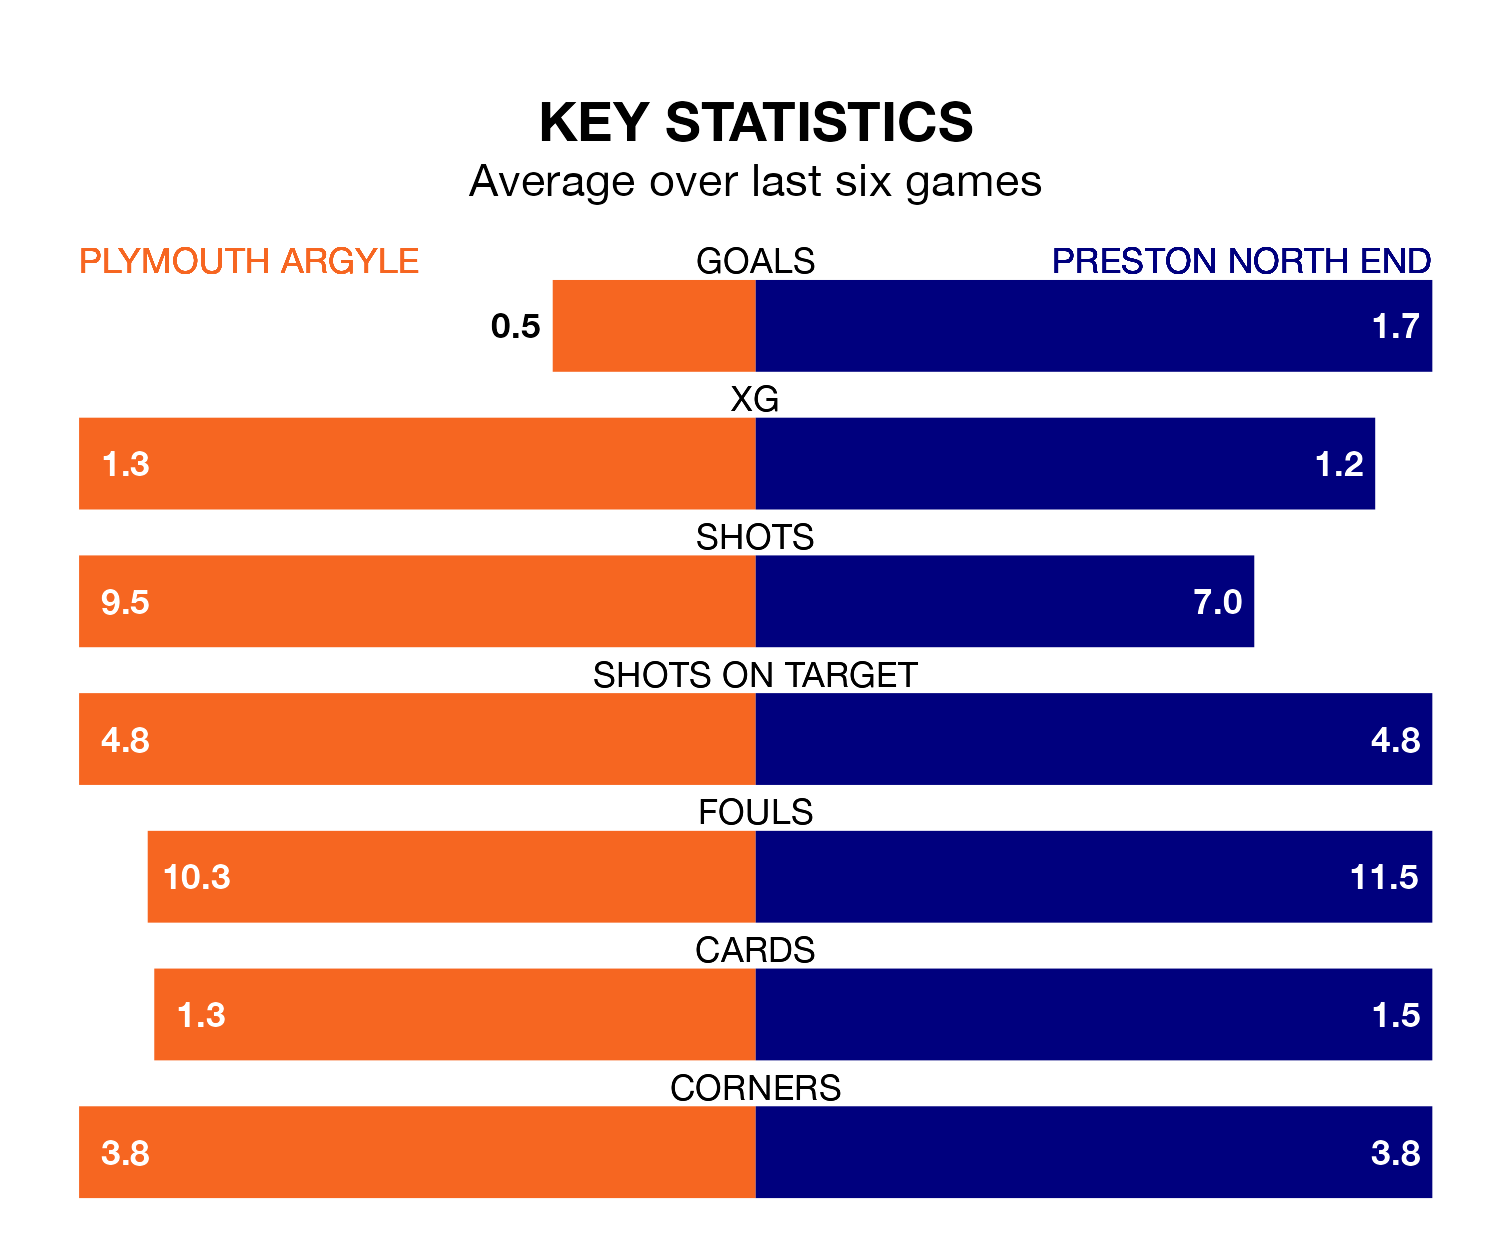 KEY STATISTICS
Average over last six games
PLYMOUTH ARGYLE GOALS PRESTON NORTH END
0.5 1.7
XG
1.3 1.2
SHOTS
9.5 7.0
SHOTS ON TARGET
4.8 4.8
FOULS
10.3 11.5
CARDS
1.3 1.5
CORNERS
3.8 3.8